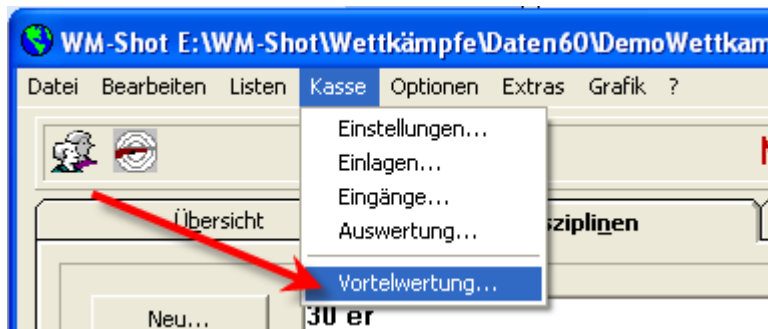 WM-Shot E:\WM-Shot\Wettkämpfe\Daten60\DemoWettkam
Datei Bearbeiten Listen Kasse Optionen Extras Grafik ?
Einstellungen...
Einlagen...
Eingänge...
Übersicht
Auswertung...
sziplinen
Vortelwertung...
Neu...
30 er